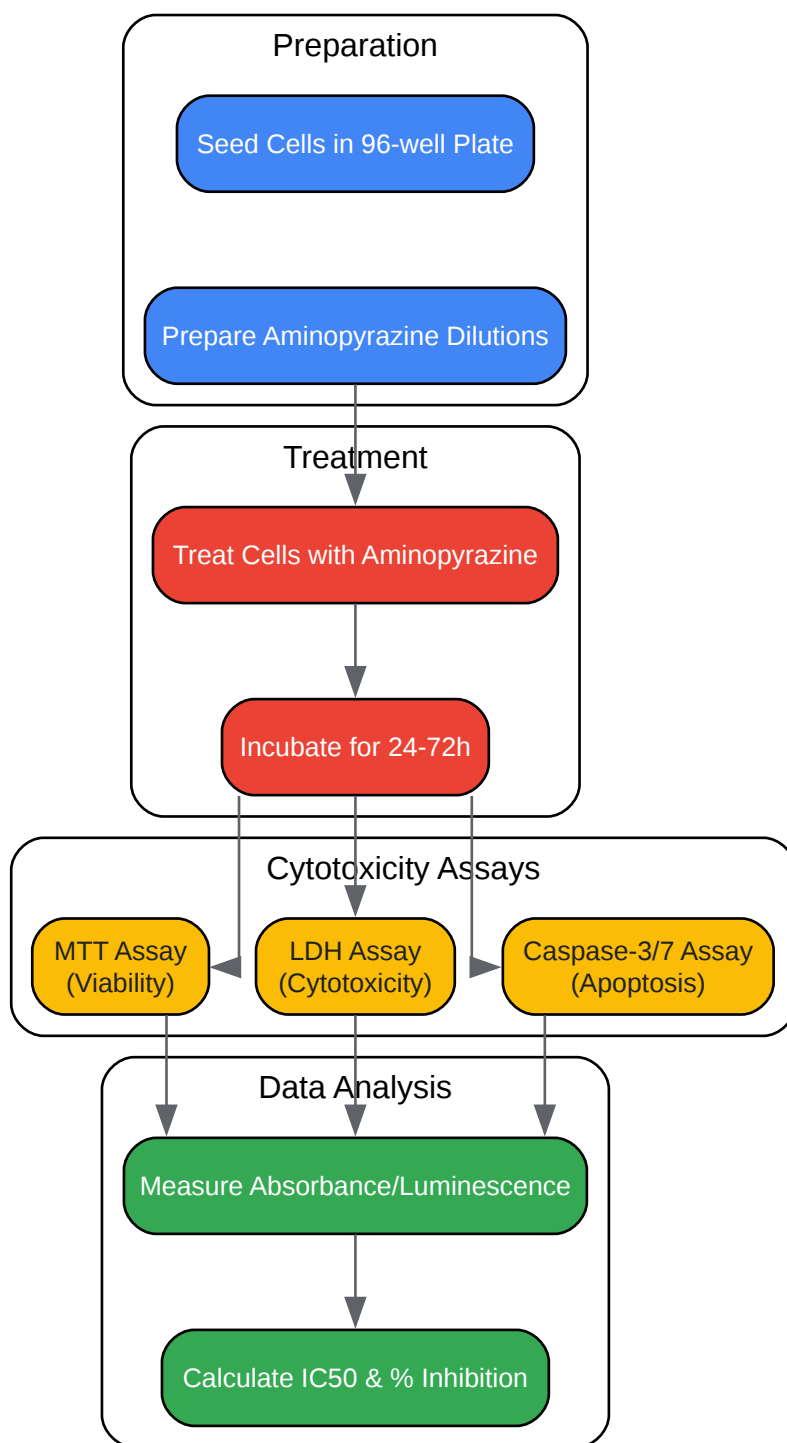 Preparation
Seed Cells in 96-well Plate
Prepare Aminopyrazine Dilutions
Treatment
Treat Cells with Aminopyrazine
Incubate for 24-72h
Cytotoxicity Assays
MTT Assay
(Viability)
LDH Assay
(Cytotoxicity)
Caspase-3/7 Assay
(Apoptosis)
Data Analysis
Measure Absorbance/Luminescence
Calculate IC50 & % Inhibition